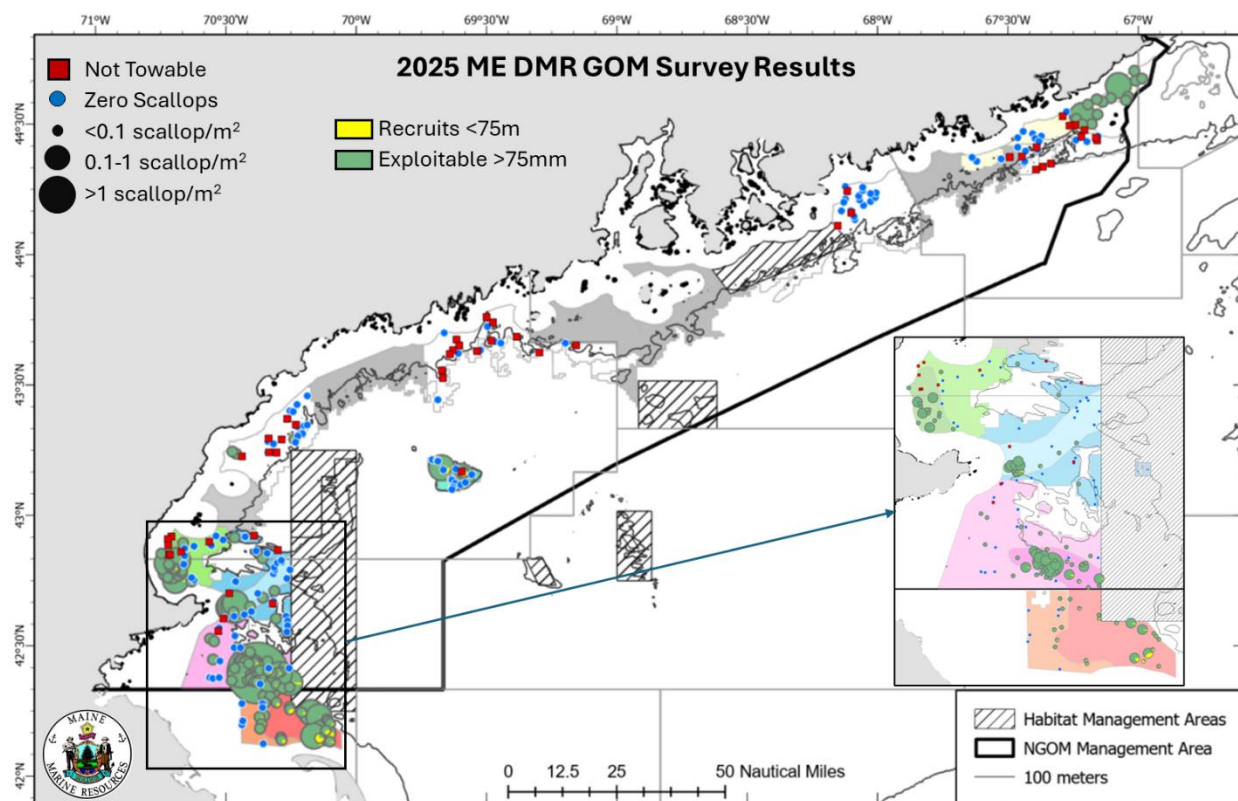 71°W 70°30'W 70°W 69°30'W 69°W 68°30'W 68°W 67°30'W 67°W
2025 ME DMR GOM Survey Results
Not Towable
Zero Scallops
<0.1 scallop/m²
0.1-1 scallop/m²
>1 scallop/m²
Recruits <75m
Exploitable >75mm
44°30'N
44°N
43°30'N
43°N
42°30'N
42°N
MAINE
MARINE RESOURCES
0 12.5 25 50 Nautical Miles
Habitat Management Areas
NGOM Management Area
100 meters